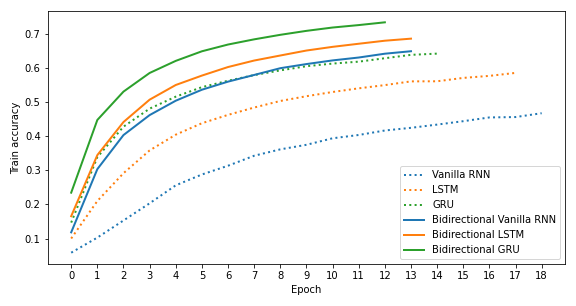 0.7
0.6
0.5
0.4
0.3
0.2
0.1
Train accuracy
Vanilla RNN
LSTM
GRU
Bidirectional Vanilla RNN
Bidirectional LSTM
Bidirectional GRU
0 1 2 3 4 5 6 7 8 9 10 11 12 13 14 15 16 17 18
Epoch